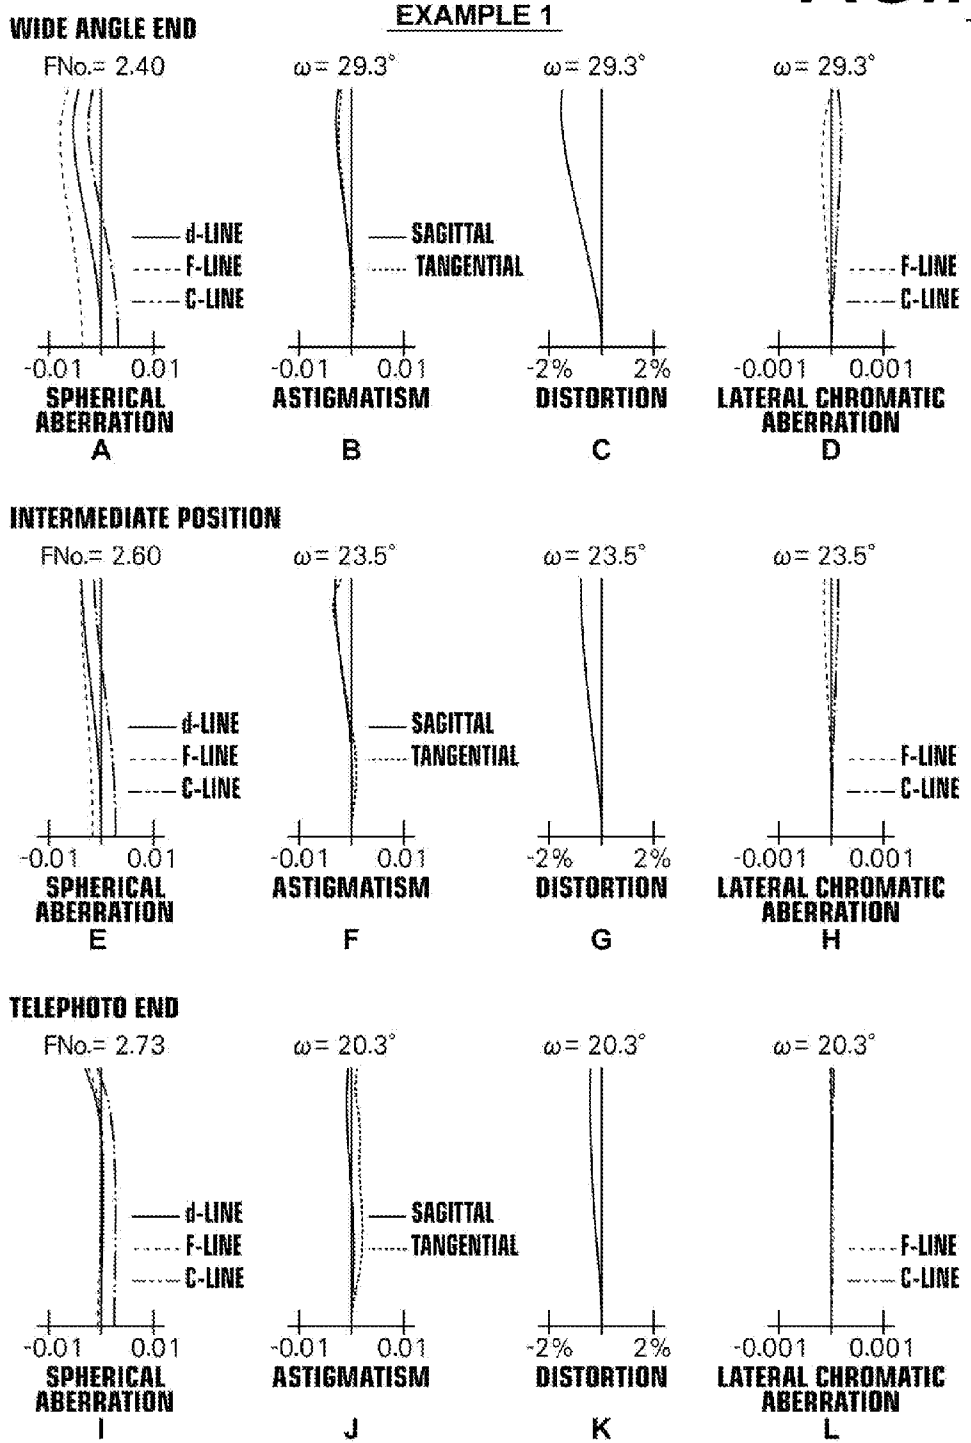 EXAMPLE 1
WIDE ANGLE END
FNo.= 2.40
ω= 29.3°
ω= 29.3°
ω= 29.3°
d-LINE
F-LINE
C-LINE
SAGITTAL
TANGENTIAL
F-LINE
C-LINE
-0.01 0.01
-0.01 0.01
-2% 2%
-0.001 0.001
SPHERICAL
ABERRATION
ASTIGMATISM
DISTORTION
LATERAL CHROMATIC
ABERRATION
A
B
C
D
INTERMEDIATE POSITION
FNo.= 2.60
ω= 23.5°
ω= 23.5°
ω= 23.5°
d-LINE
F-LINE
C-LINE
SAGITTAL
TANGENTIAL
F-LINE
C-LINE
-0.01 0.01
-0.01 0.01
-2% 2%
-0.001 0.001
SPHERICAL
ABERRATION
ASTIGMATISM
DISTORTION
LATERAL CHROMATIC
ABERRATION
E
F
G
H
TELEPHOTO END
FNo.= 2.73
ω= 20.3°
ω= 20.3°
ω= 20.3°
d-LINE
F-LINE
C-LINE
SAGITTAL
TANGENTIAL
F-LINE
C-LINE
-0.01 0.01
-0.01 0.01
-2% 2%
-0.001 0.001
SPHERICAL
ABERRATION
ASTIGMATISM
DISTORTION
LATERAL CHROMATIC
ABERRATION
I
J
K
L